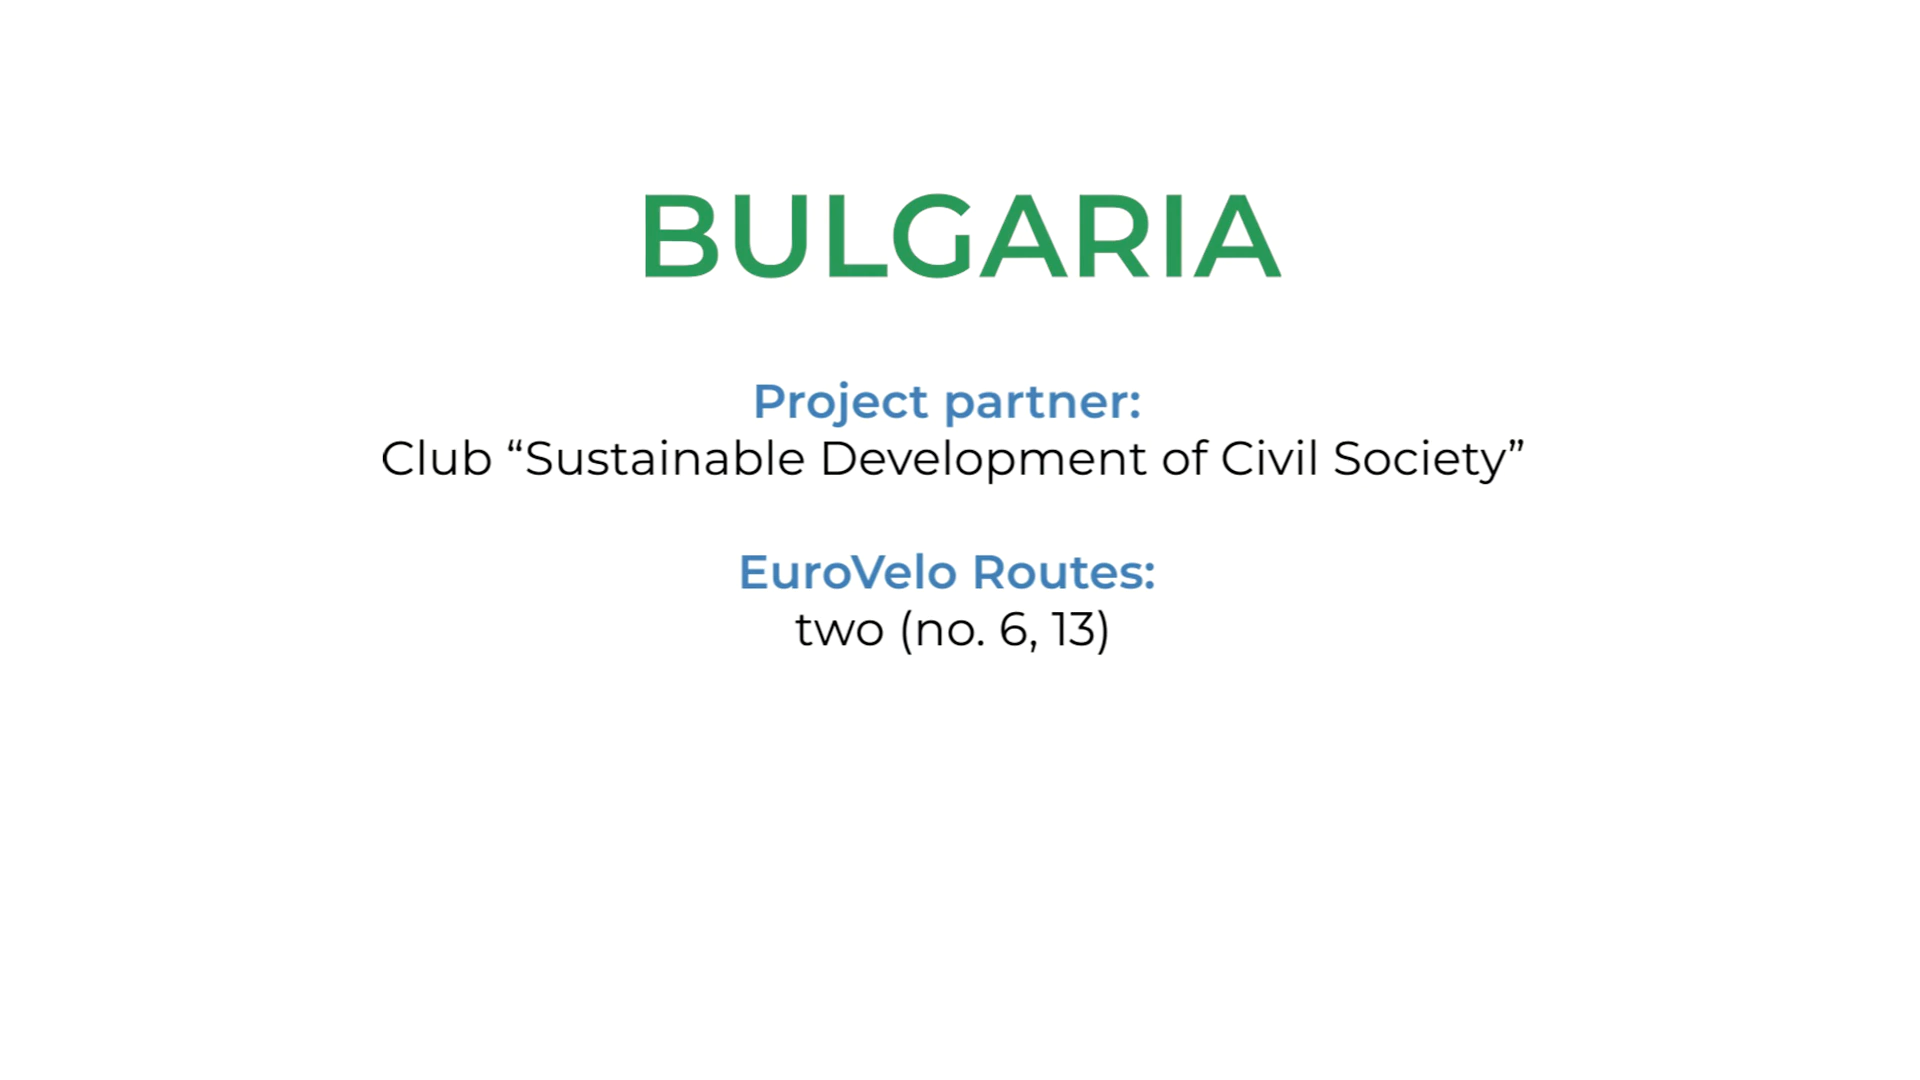 BULGARIA
Project partner:
Club “Sustainable Development of Civil Society”
EuroVelo Routes:
two (no. 6, 13)